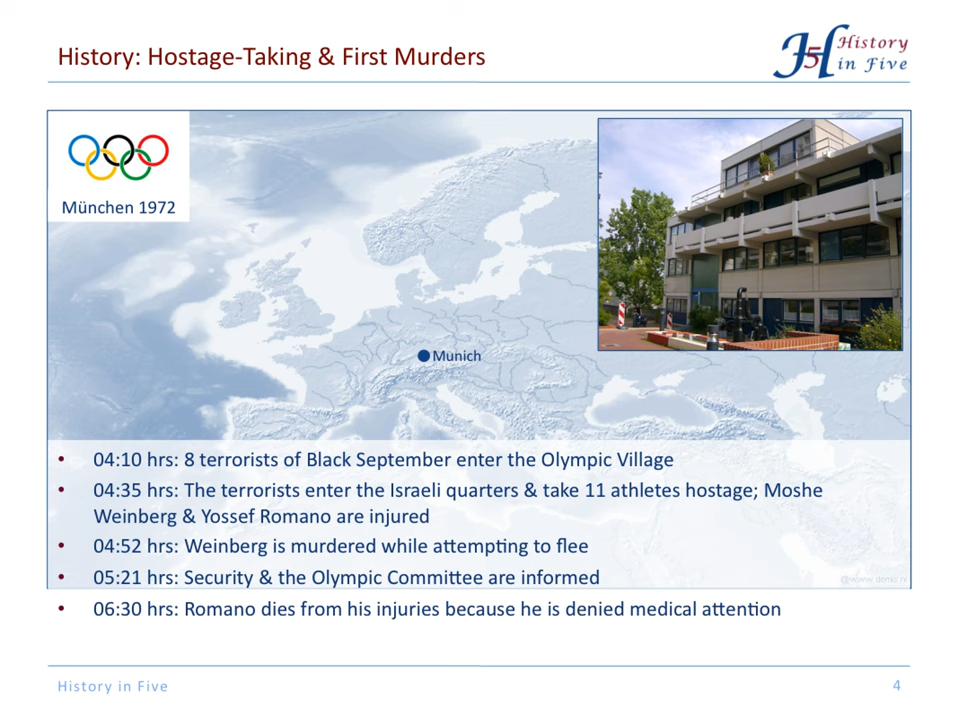 History: Hostage-Taking & First Murders
History
in Five
München 1972
Munich
• 04:10 hrs: 8 terrorists of Black September enter the Olympic Village
• 04:35 hrs: The terrorists enter the Israeli quarters & take 11 athletes hostage; Moshe
Weinberg & Yossef Romano are injured
• 04:52 hrs: Weinberg is murdered while attempting to flee
• 05:21 hrs: Security & the Olympic Committee are informed
• 06:30 hrs: Romano dies from his injuries because he is denied medical attention
History in Five
4